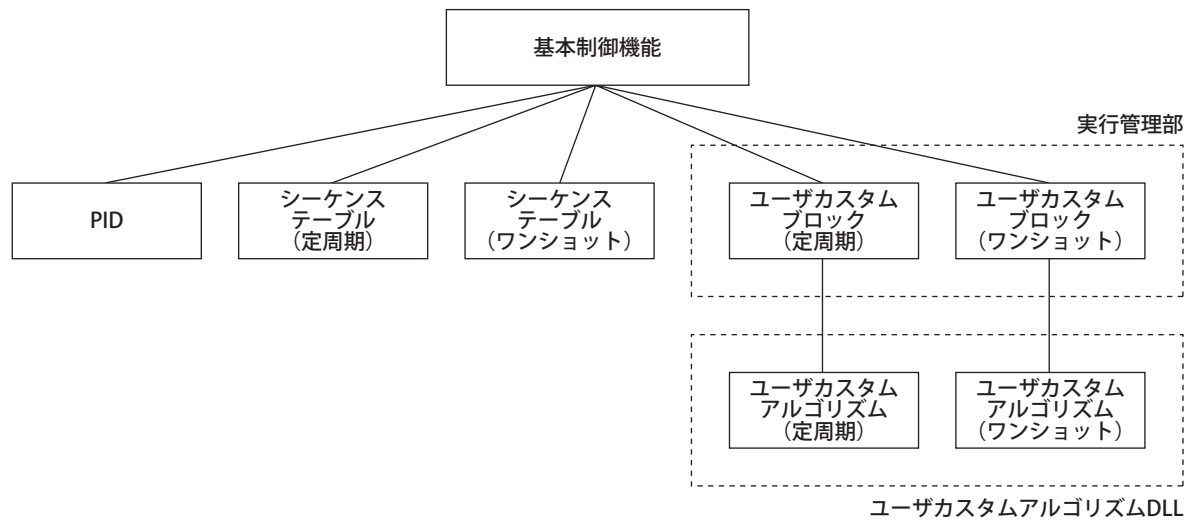 基本制御機能
実行管理部
PID
シーケンス
テーブル
（定周期）
シーケンス
テーブル
（ワンショット）
ユーザカスタム
ブロック
（定周期）
ユーザカスタム
ブロック
（ワンショット）
ユーザカスタム
アルゴリズム
（定周期）
ユーザカスタム
アルゴリズム
（ワンショット）
ユーザカスタムアルゴリズムDLL